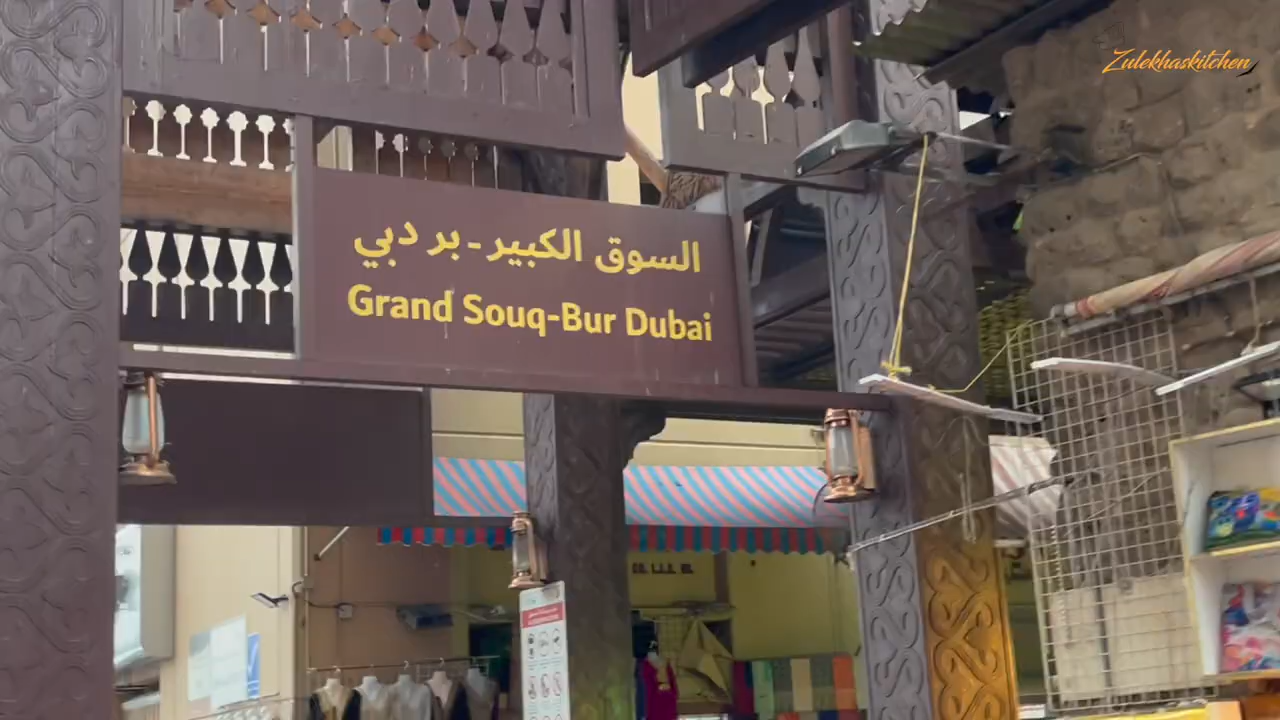 Zulekhaskitchen
السوق الكبير - بر دبي
Grand Souq-Bur Dubai